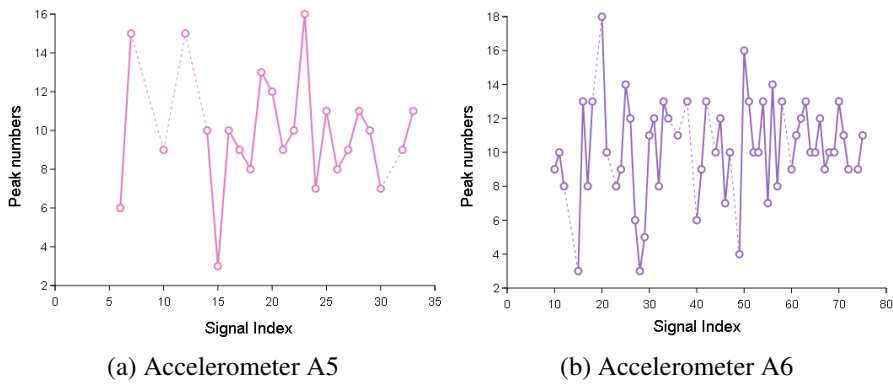 16
14
12
10
8
6
4
2
Peak numbers
0 5 10 15 20 25 30 35
Signal Index
(a) Accelerometer A5
18
16
14
12
10
8
6
4
2
Peak numbers
0 10 20 30 40 50 60 70 80
Signal Index
(b) Accelerometer A6